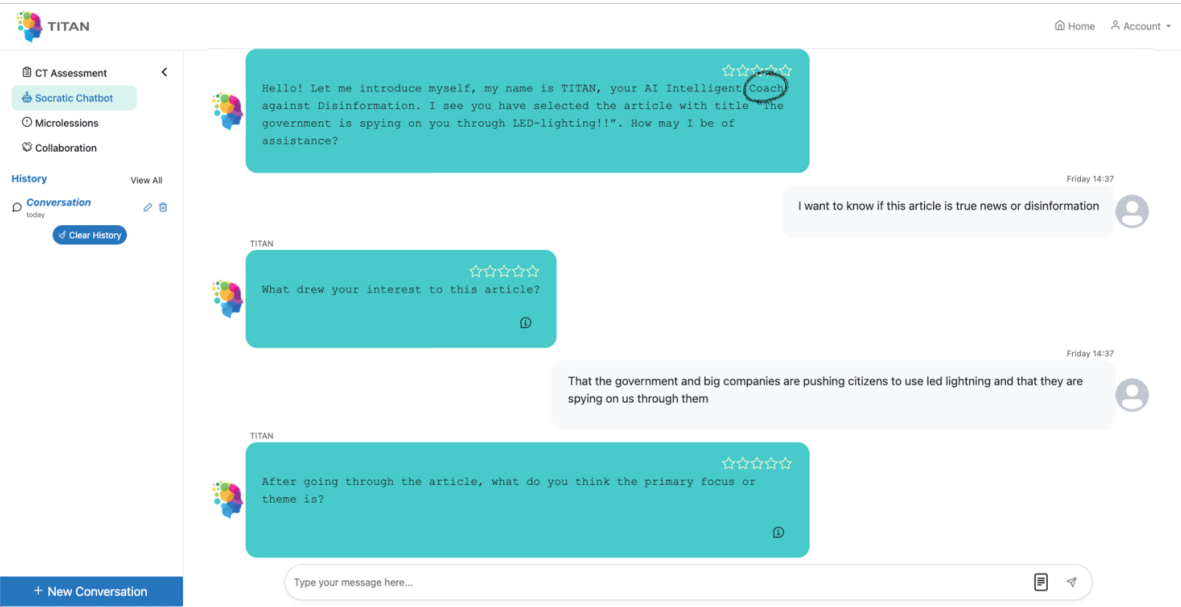 TITAN
Home
Account
CT Assessment
Socratic Chatbot
Microlessions
Collaboration
History
View All
Conversation
today
Clear History
+ New Conversation
Hello! Let me introduce myself, my name is TITAN, your AI Intelligent Coach
against Disinformation. I see you have selected the article with title "The
government is spying on you through LED-lighting!!". How may I be of
assistance?
Friday 14:37
I want to know if this article is true news or disinformation
TITAN
What drew your interest to this article?
Friday 14:37
That the government and big companies are pushing citizens to use led lightning and that they are
spying on us through them
TITAN
After going through the article, what do you think the primary focus or
theme is?
Type your message here...